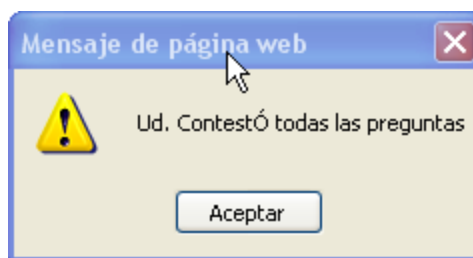 Mensaje de página web
Ud. ContestÓ todas las preguntas
Aceptar